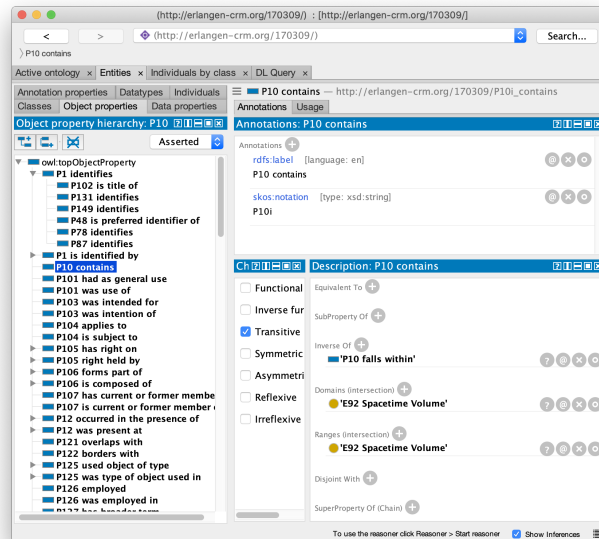 (http://erlangen-crm.org/170309/) : [http://erlangen-crm.org/170309/]
< > (http://erlangen-crm.org/170309/) Search...
P10 contains
Active ontology × Entities × Individuals by class × DL Query ×
Annotation properties Datatypes Individuals
Classes Object properties Data properties
Object property hierarchy: P10
Asserted
owl:topObjectProperty
P1 identifies
P102 is title of
P131 identifies
P149 identifies
P48 is preferred identifier of
P78 identifies
P87 identifies
P1 is identified by
P10 contains
P101 had as general use
P101 was use of
P103 was intended for
P103 was intention of
P104 applies to
P104 is subject to
P105 has right on
P105 right held by
P106 forms part of
P106 is composed of
P107 has current or former membe
P107 is current or former member
P12 occurred in the presence of
P12 was present at
P121 overlaps with
P122 borders with
P125 used object of type
P125 was type of object used in
P126 employed
P126 was employed in
P127 has broader term
P10 contains — http://erlangen-crm.org/170309/P10i_contains
Annotations Usage
Annotations: P10 contains
Annotations
rdfs:label [language: en]
P10 contains
skos:notation [type: xsd:string]
P10i
Ch
Functional
Inverse fur
Transitive
Symmetric
Asymmetri
Reflexive
Irreflexive
Description: P10 contains
Equivalent To
SubProperty Of
Inverse Of
'P10 falls within'
Domains (intersection)
'E92 Spacetime Volume'
Ranges (intersection)
'E92 Spacetime Volume'
Disjoint With
SuperProperty Of (Chain)
To use the reasoner click Reasoner > Start reasoner Show Inferences